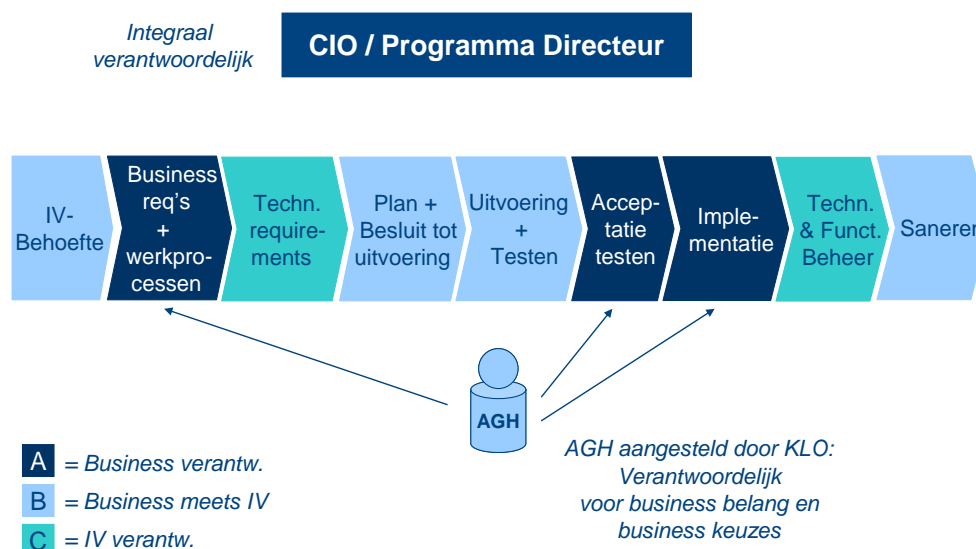 Integraal
verantwoordelijk
CIO / Programma Directeur
IV-
Behoefte
Business
req's
+
werkpro-
cessen
Techn.
require-
ments
Plan +
Besluit tot
uitvoering
Uitvoering
+
Testen
Accep-
tatie
testen
Imple-
mentatie
Techn.
& Funct.
Beheer
Saneren
AGH
A = Business verantw.
B = Business meets IV
C = IV verantw.
AGH aangesteld door KLO:
Verantwoordelijk
voor business belang en
business keuzes